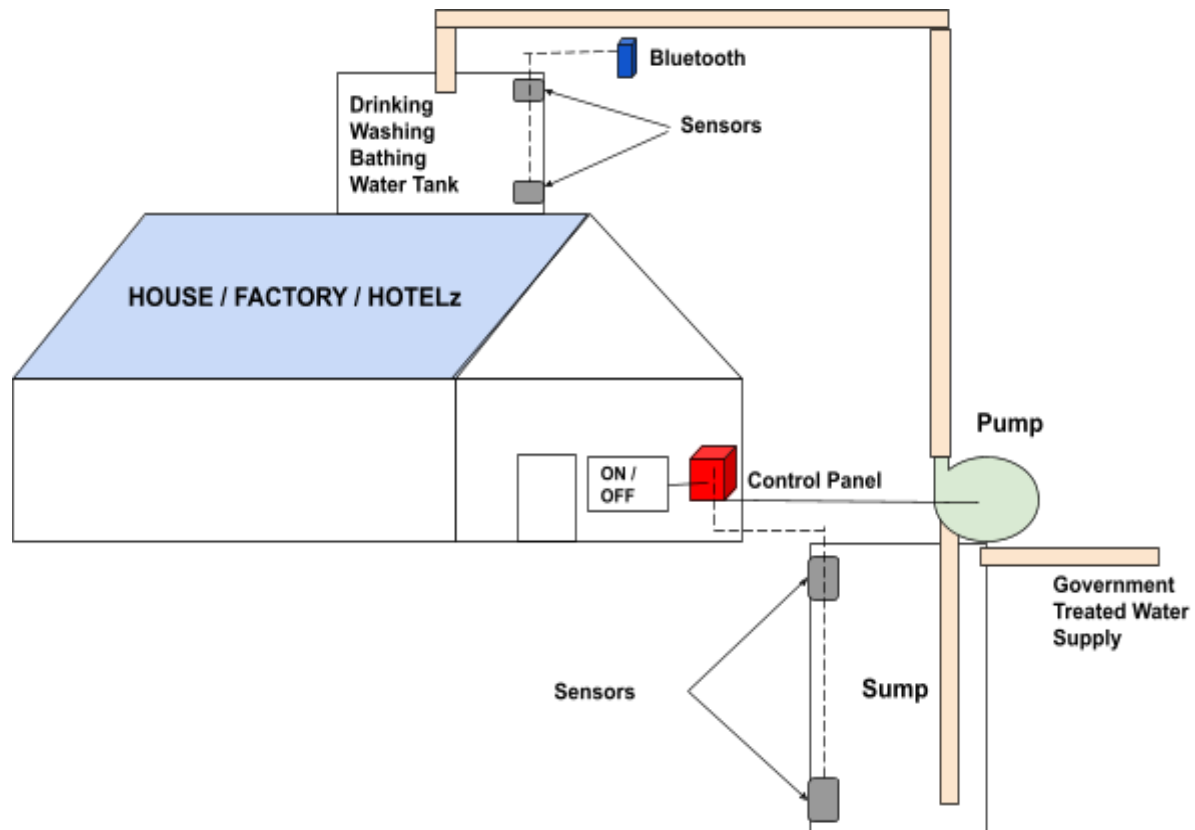 Bluetooth
Drinking
Washing
Bathing
Water Tank
Sensors
HOUSE / FACTORY / HOTELz
Pump
ON /
OFF
Control Panel
Government
Treated Water
Supply
Sensors
Sump